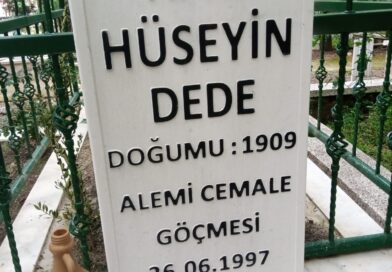 HÜSEYİN
DEDE
DOĞUMU : 1909
ALEMİ CEMALE
GÖÇMESİ
26.06.1997